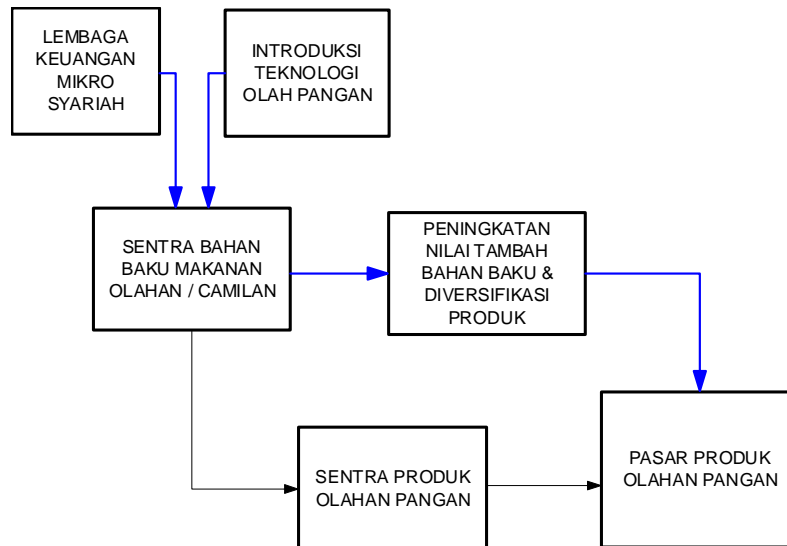 LEMBAGA
KEUANGAN
MIKRO
SYARIAH
INTRODUKSI
TEKNOLOGI
OLAH PANGAN
SENTRA BAHAN
BAKU MAKANAN
OLAHAN / CAMILAN
PENINGKATAN
NILAI TAMBAH
BAHAN BAKU &
DIVERSIFIKASI
PRODUK
SENTRA PRODUK
OLAHAN PANGAN
PASAR PRODUK
OLAHAN PANGAN